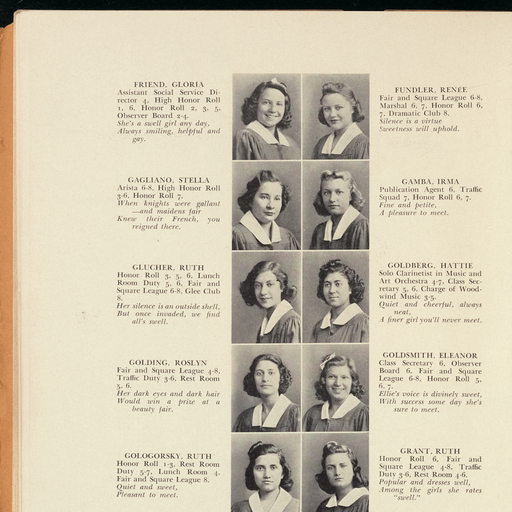 FRIEND, GLORIA
Assistant Social Service Di-
rector 4, High Honor Roll
1, 6, Honor Roll 2, 3, 5,
Observer Board 2-4.
She's a swell girl any day,
Always smiling, helpful and
gay.
GAGLIANO, STELLA
Arista 6-8, High Honor Roll
3-6, Honor Roll 7.
When knights were gallant
—and maidens fair
Knew their French, you
reigned there.
GLUCHER, RUTH
Honor Roll 3, 5, 6, Lunch
Room Duty 5, 6, Fair and
Square League 6-8, Glee Club
8.
Her silence is an outside shell,
But once invaded, we find
all's swell.
GOLDING, ROSLYN
Fair and Square League 4-8,
Traffic Duty 3-6, Rest Room
5, 6.
Her dark eyes and dark hair
Would win a prize at a
beauty fair.
GOLOGORSKY, RUTH
Honor Roll 1-3, Rest Room
Duty 5-7, Lunch Room 4,
Fair and Square League 8.
Quiet and sweet,
Pleasant to meet.
FUNDLER, RENÉE
Fair and Square League 6-8,
Marshal 6, 7, Honor Roll 6,
7, Dramatic Club 8.
Silence is a virtue
Sweetness will uphold.
GAMBA, IRMA
Publication Agent 6, Traffic
Squad 7, Honor Roll 6, 7.
Fine and petite,
A pleasure to meet.
GOLDBERG, HATTIE
Solo Clarinetist in Music and
Art Orchestra 4-7, Class Sec-
retary 5, 6, Charge of Wood-
wind Music 3-5.
Quiet and cheerful, always
neat,
A finer girl you'll never meet.
GOLDSMITH, ELEANOR
Class Secretary 6, Observer
Board 6, Fair and Square
League 6-8, Honor Roll 5,
6, 7.
Ellie's voice is divinely sweet,
With success some day she's
sure to meet.
GRANT, RUTH
Honor Roll 6, Fair and
Square League 4-8, Traffic
Duty 3-6, Rest Room 4-6.
Popular and dresses well,
Among the girls she rates
"swell."